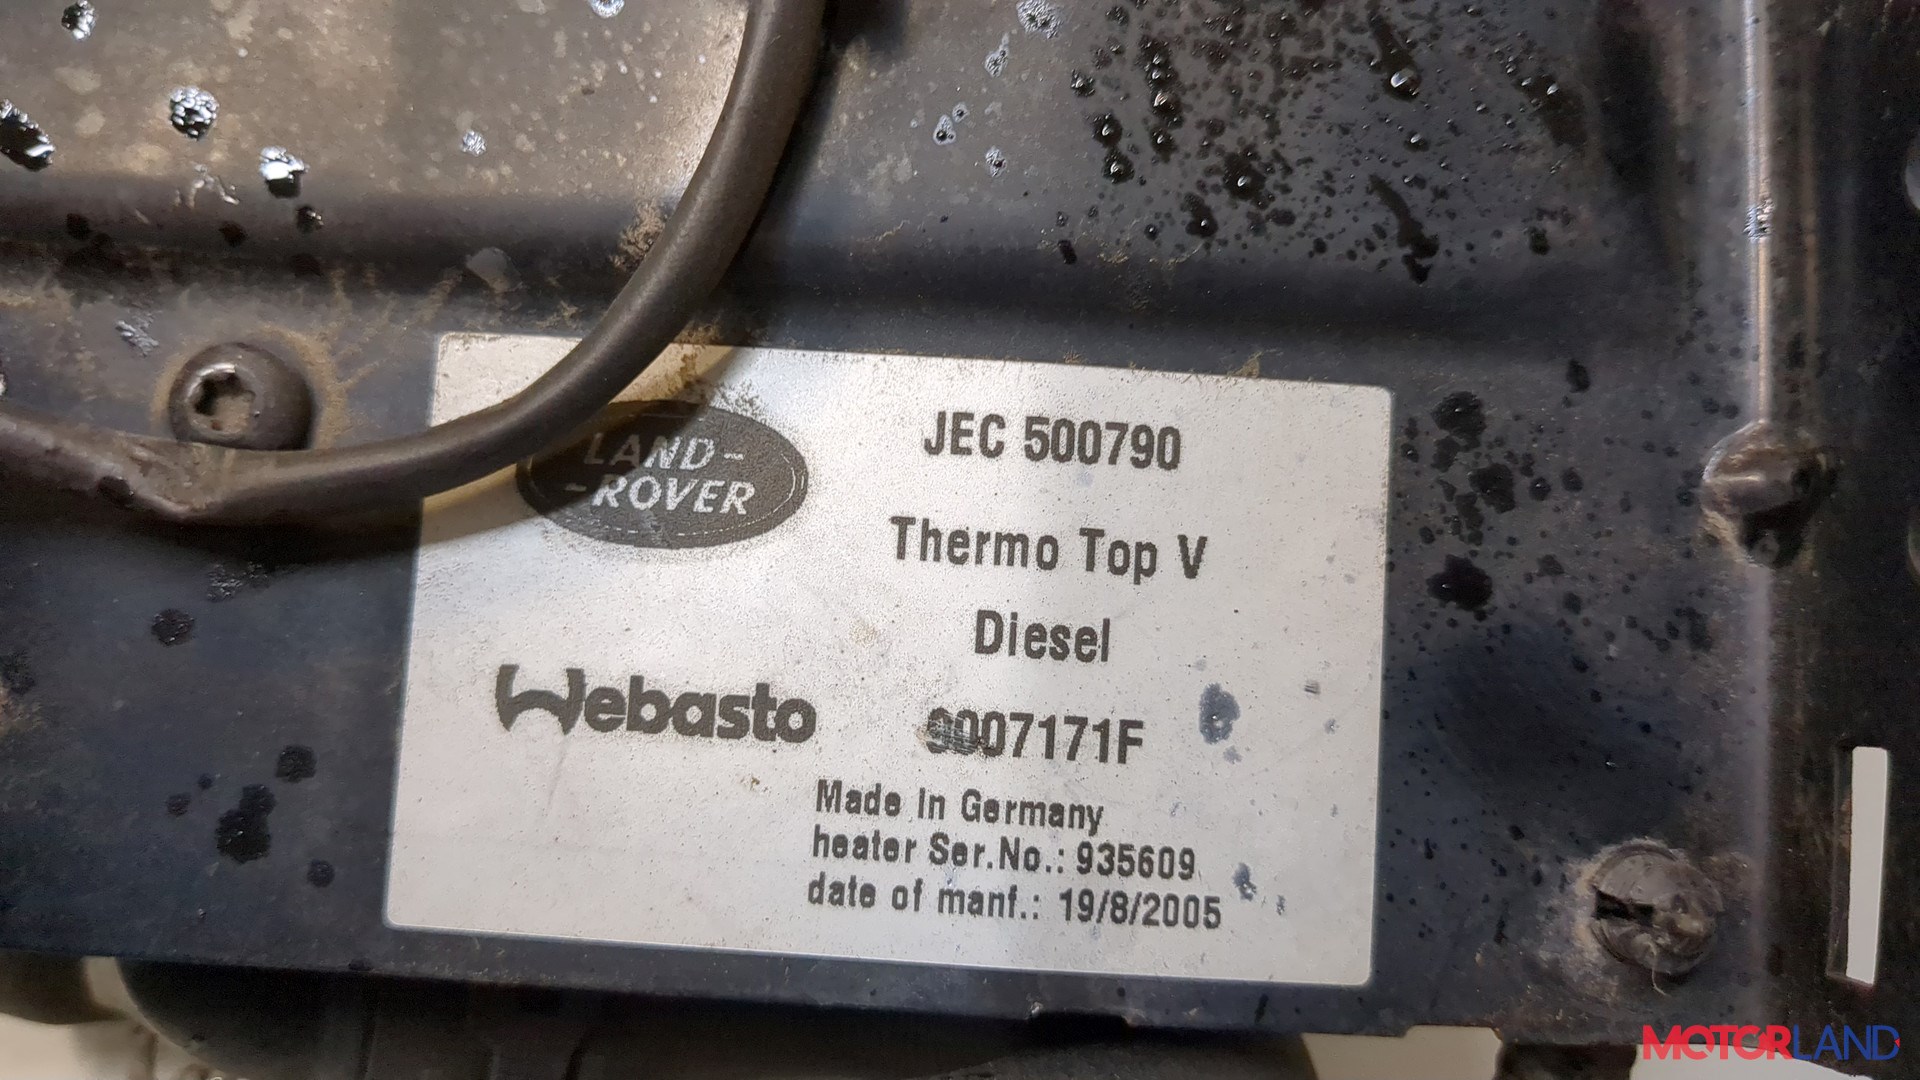 LAND-
-ROVER
JEC 500790
Thermo Top V
Diesel
Webasto
9007171F
Made in Germany
heater Ser.No.: 935609
date of manf.: 19/8/2005
MOTORLAND